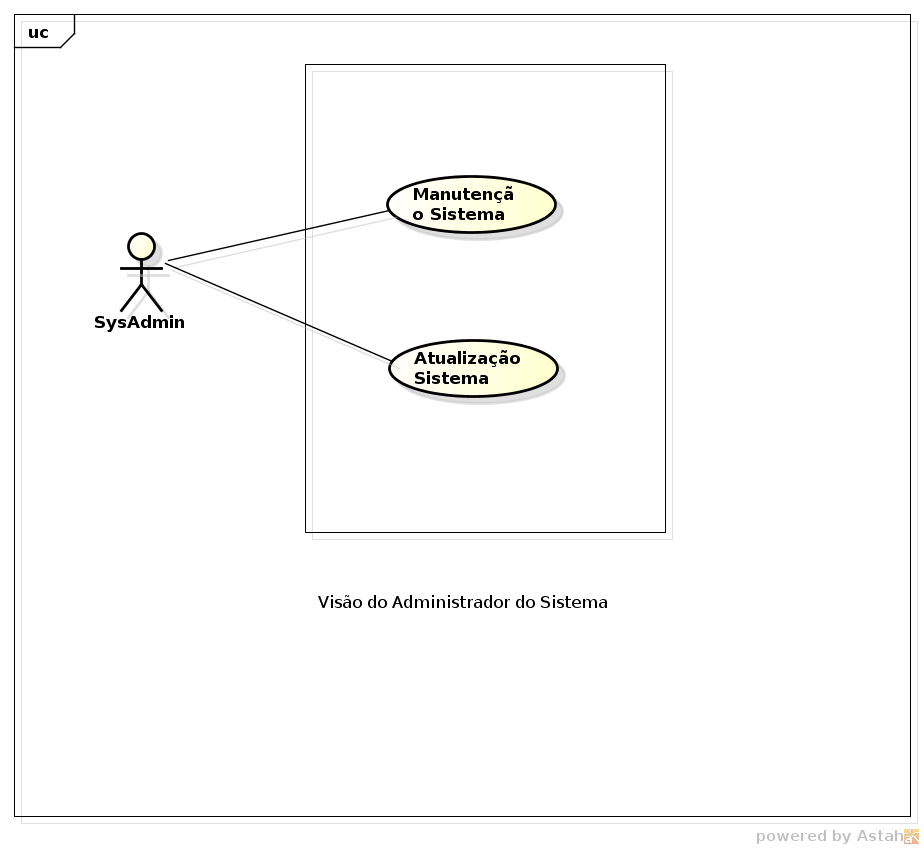 uc
Manutençã
o Sistema
SysAdmin
Atualização
Sistema
Visão do Administrador do Sistema
powered by Astah